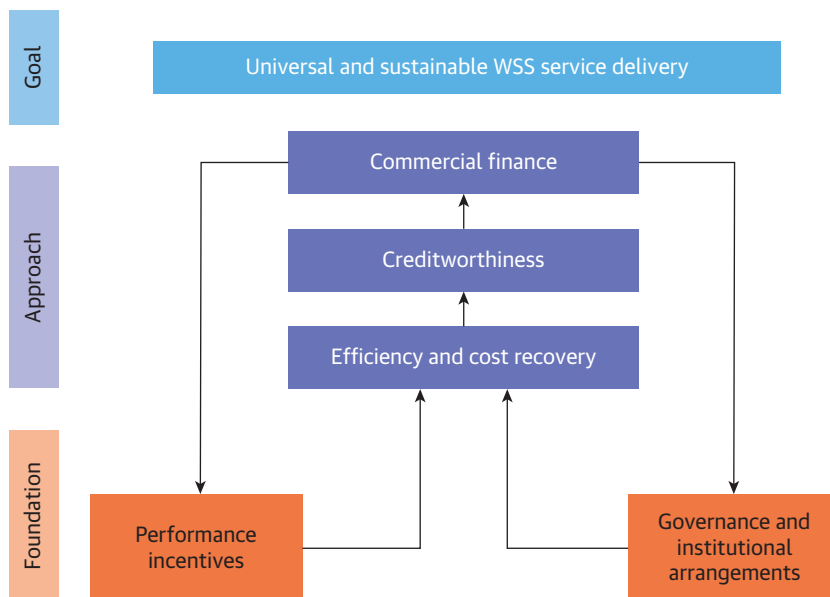 Goal
Universal and sustainable WSS service delivery
Approach
Commercial finance
Creditworthiness
Efficiency and cost recovery
Foundation
Performance
incentives
Governance and
institutional
arrangements